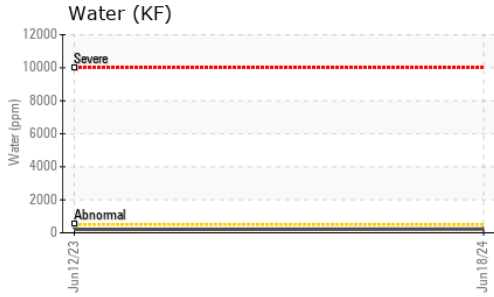 Water (KF)
12000
Severe
10000
8000
6000
4000
2000
Abnormal
0
Water (ppm)
Jun12/23
Jun18/24